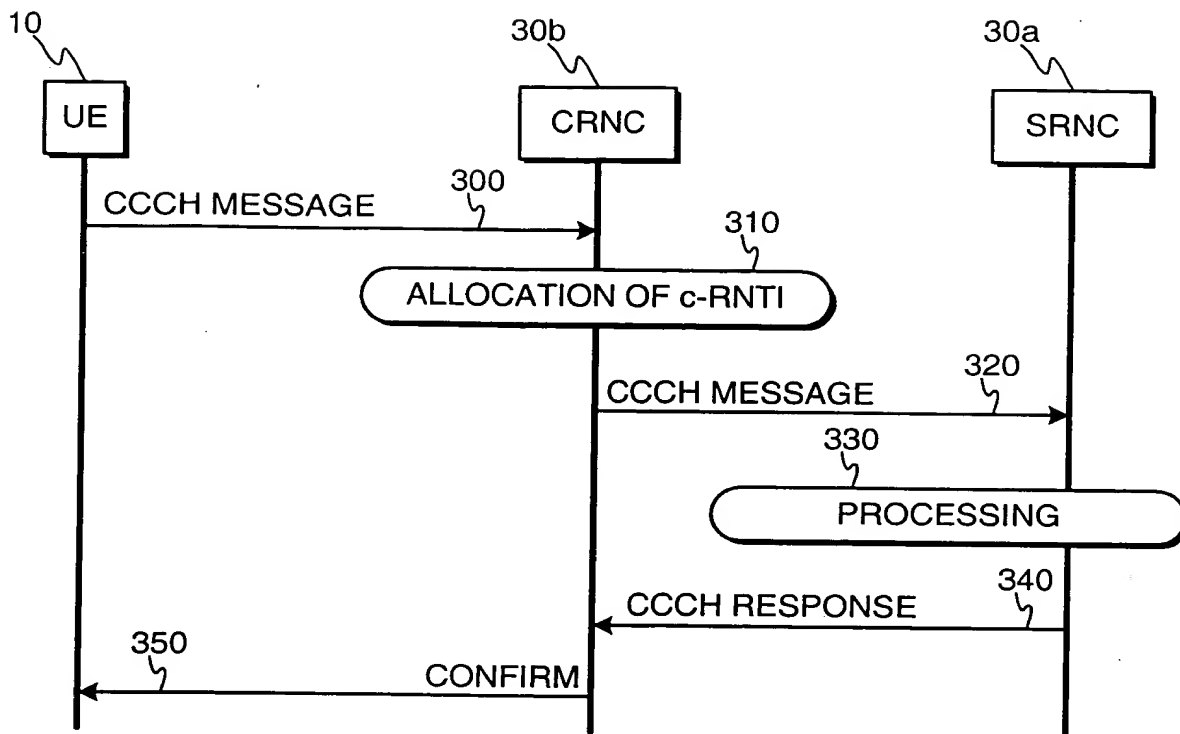 10
30b
30a
UE
CRNC
SRNC
300
CCCH MESSAGE
310
ALLOCATION OF c-RNTI
320
CCCH MESSAGE
330
PROCESSING
340
CCCH RESPONSE
350
CONFIRM